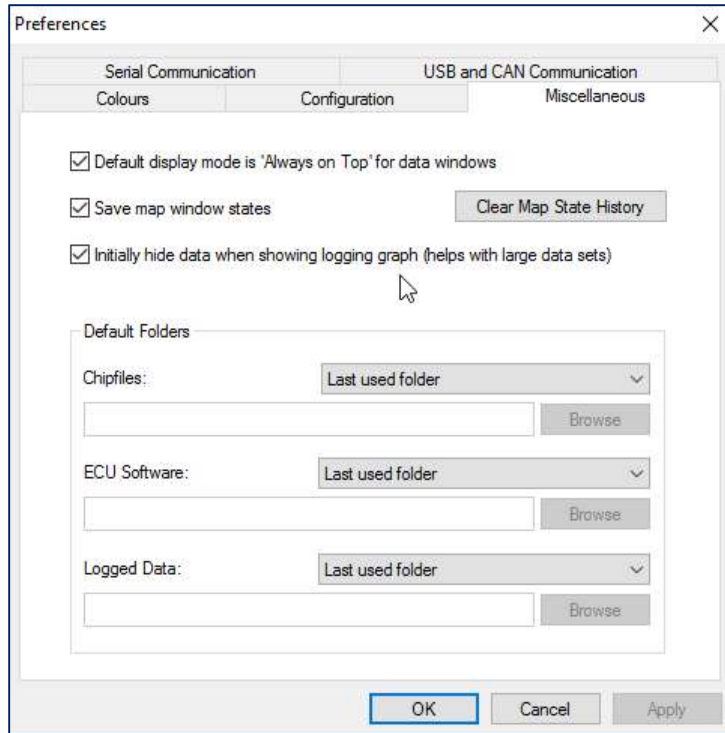 Preferences
Serial Communication USB and CAN Communication
Colours Configuration Miscellaneous
Default display mode is 'Always on Top' for data windows
Save map window states Clear Map State History
Initially hide data when showing logging graph (helps with large data sets)
Default Folders
Chipfiles: Last used folder
Browse
ECU Software: Last used folder
Browse
Logged Data: Last used folder
Browse
OK Cancel Apply